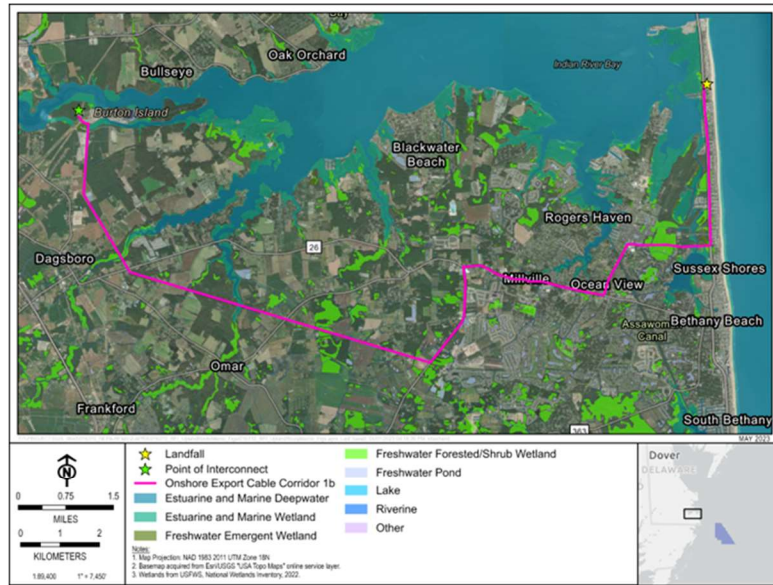 Bay
Oak Orchard
Bullseye
Indian River Bay
Burton Island
Blackwater
Beach
Rogers Haven
26
Dagsboro
Sussex Shores
Millville
Ocean View
Bethany Beach
Assawom
Canal
Omar
Frankford
363
South Bethany
MAY 2023
N
0 0.75 1.5
MILES
0 1 2
KILOMETERS
1:89,400 1" = 7,450'
Landfall
Point of Interconnect
Onshore Export Cable Corridor 1b
Estuarine and Marine Deepwater
Estuarine and Marine Wetland
Freshwater Emergent Wetland
Freshwater Forested/Shrub Wetland
Freshwater Pond
Lake
Riverine
Other
Notes:
1. Map Projection: NAD 1983 2011 UTM Zone 18N
2. Basemap acquired from Esri/USGS "USA Topo Maps" online service layer.
3. Wetlands from USFWS, National Wetlands Inventory, 2022.
Dover
DELAWARE